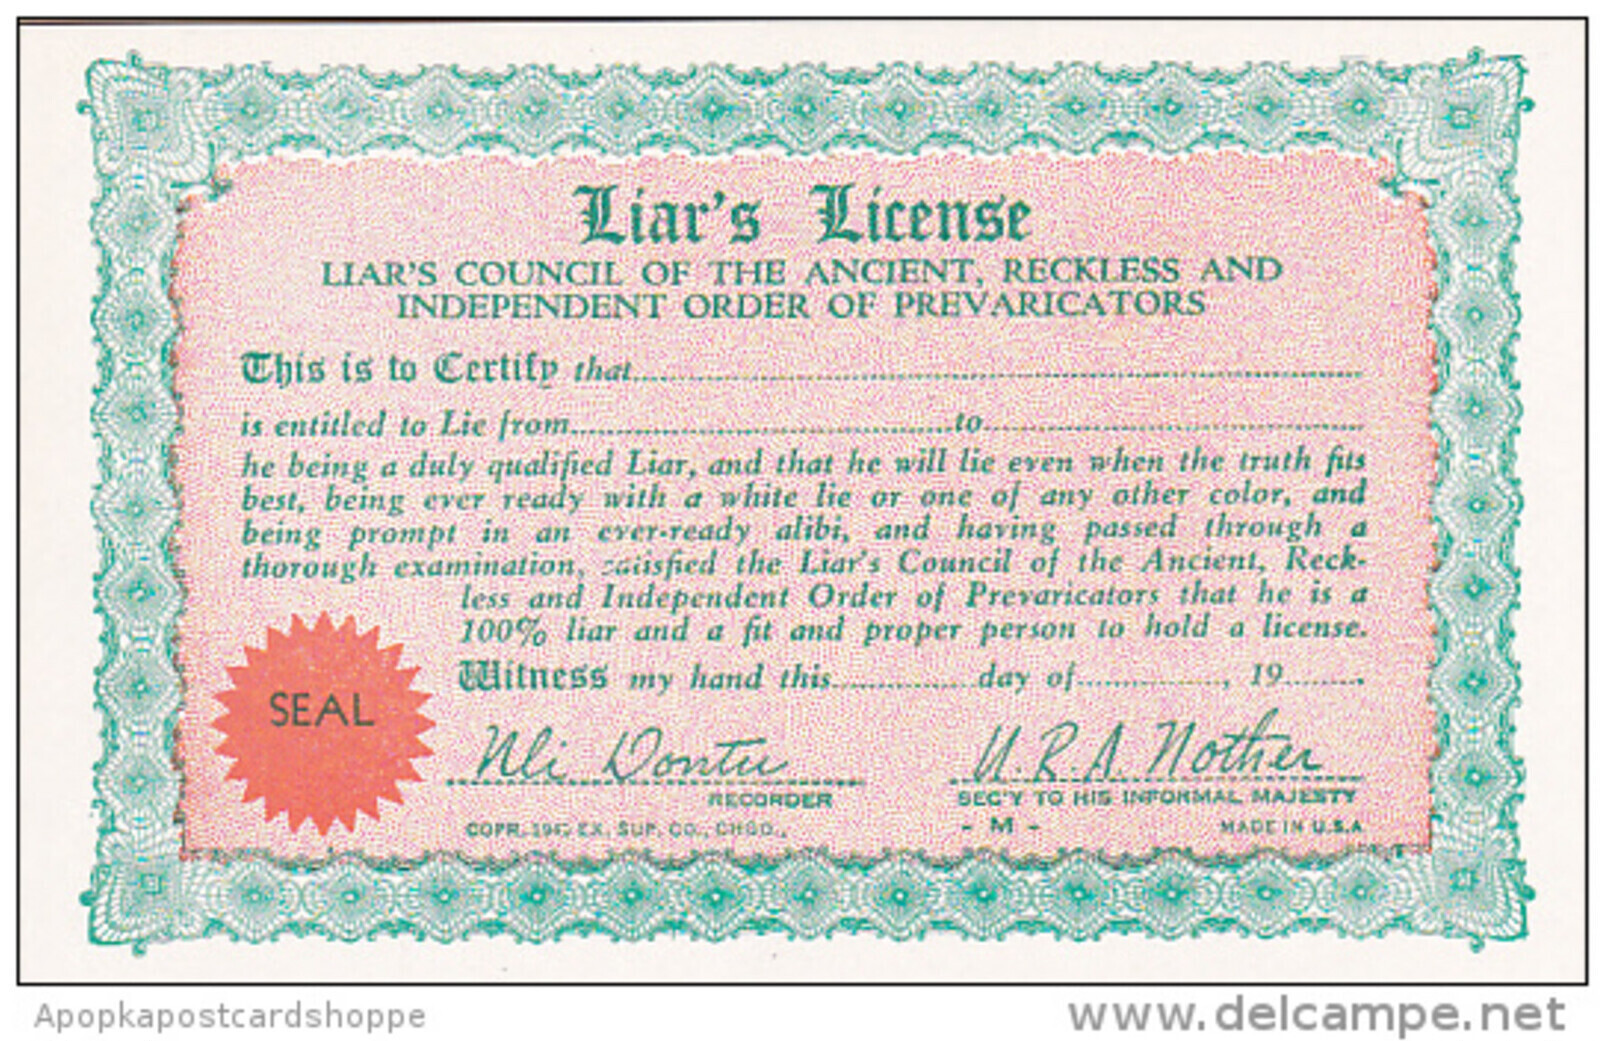 Liar's License
LIAR'S COUNCIL OF THE ANCIENT, RECKLESS AND
INDEPENDENT ORDER OF PREVARICATORS
This is to Certify that
is entitled to Lie from to
he being a duly qualified Liar, and that he will lie even when the truth fits
best, being ever ready with a white lie or one of any other color, and
being prompt in an ever-ready alibi, and having passed through a
thorough examination, satisfied the Liar's Council of the Ancient, Reck-
less and Independent Order of Prevaricators that he is a
100% liar and a fit and proper person to hold a license.
SEAL
Witness my hand this day of , 19 .
Uli Dontu U. R. A. Nother
RECORDER SEC'Y TO HIS INFORMAL MAJESTY
COPR. EX. SUP. CO., CHGO., - M - MADE IN U.S.A
Apopkapostcardshoppe www.delcampe.net